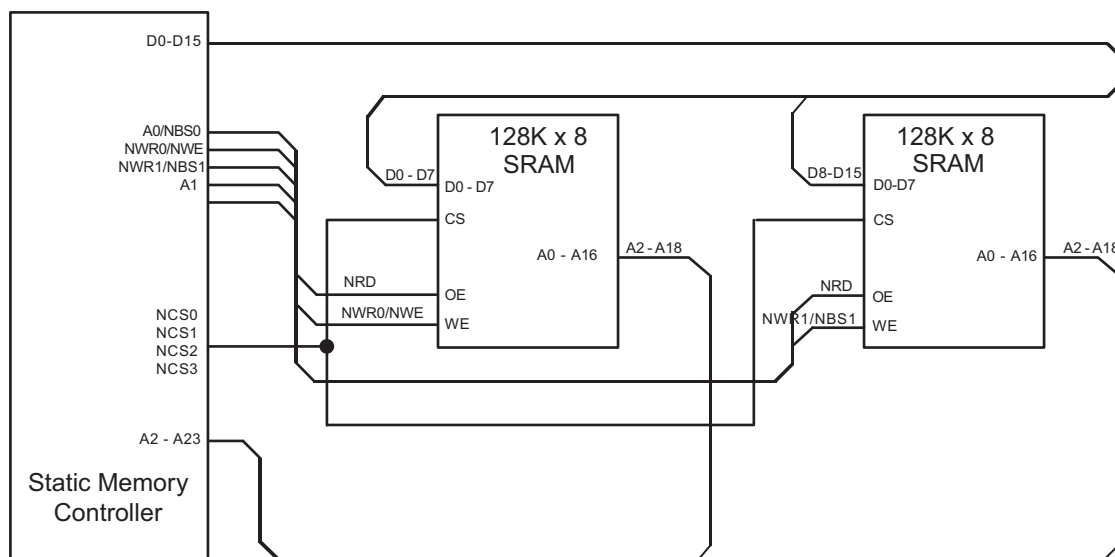 D0-D15
A0/NBS0
NWR0/NWE
NWR1/NBS1
A1
NCS0
NCS1
NCS2
NCS3
A2 - A23
Static Memory
Controller
128K x 8
SRAM
D0 - D7
D0 - D7
CS
A0 - A16
A2 - A18
NRD
OE
NWR0/NWE
WE
128K x 8
SRAM
D8-D15
D0-D7
CS
A0 - A16
A2 - A18
NRD
OE
NWR1/NBS1
WE